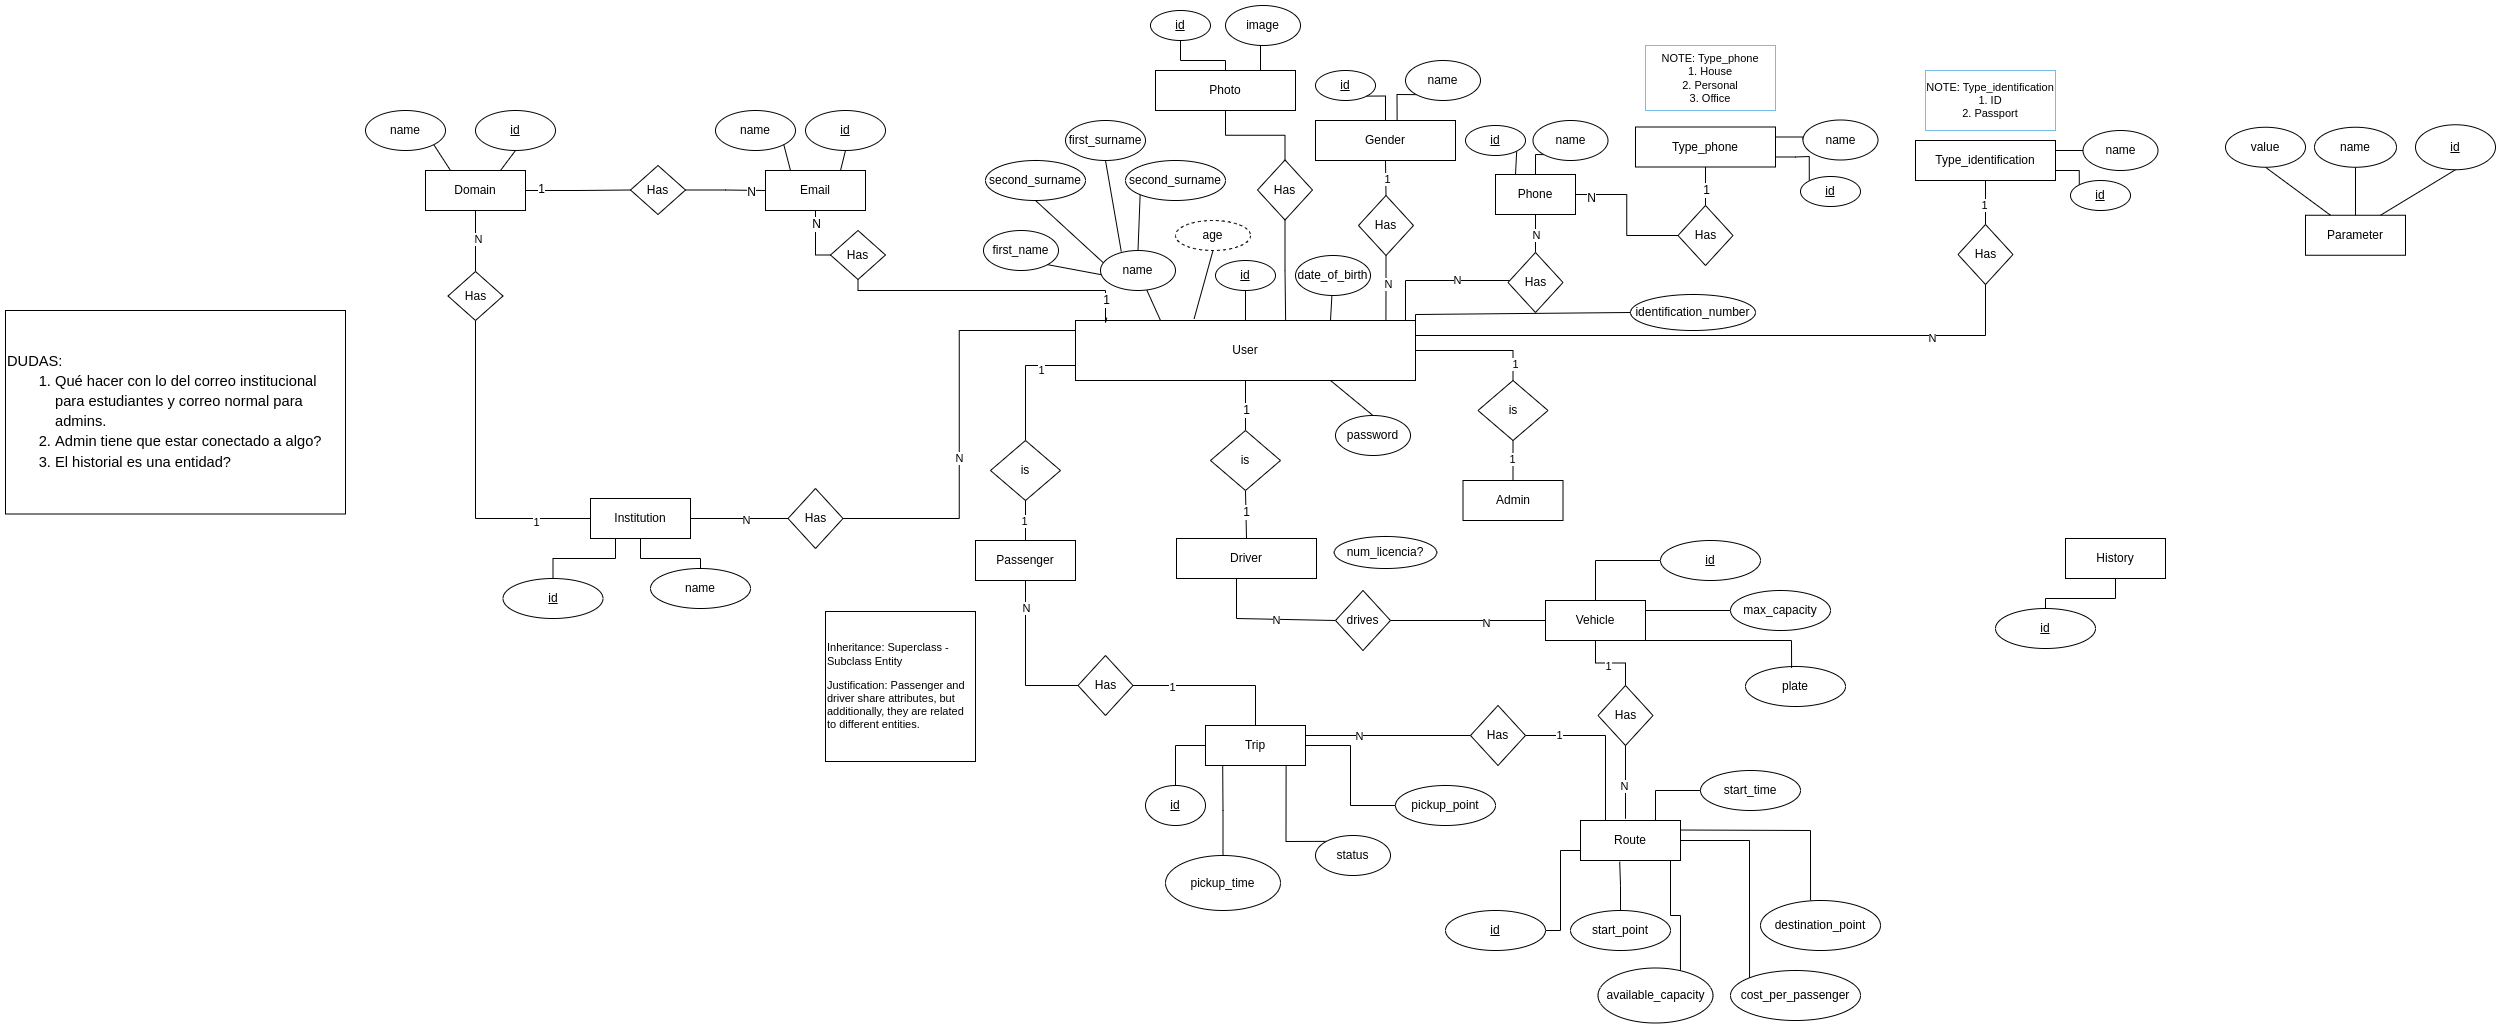 id
image
Photo
id
name
Gender
NOTE: Type_phone
1. House
2. Personal
3. Office
NOTE: Type_identification
1. ID
2. Passport
name
id
Domain
1
Has
N
name
id
Email
N
Has
1
first_surname
second_surname
second_surname
first_name
name
age
id
date_of_birth
Has
1
Has
N
id
name
Phone
N
Type_phone
name
id
1
Has
N
Has
N
Type_identification
name
id
1
Has
N
value
name
id
Parameter
identification_number
User
N
Has
DUDAS:
1. Qué hacer con lo del correo institucional
para estudiantes y correo normal para
admins.
2. Admin tiene que estar conectado a algo?
3. El historial es una entidad?
1
is
1
Passenger
1
is
1
Driver
password
1
is
1
Admin
N
1
Institution
N
Has
id
name
num_licencia?
N
drives
N
Vehicle
id
max_capacity
plate
History
id
Inheritance: Superclass -
Subclass Entity
Justification: Passenger and
driver share attributes, but
additionally, they are related
to different entities.
N
Has
1
Trip
N
Has
1
1
Has
N
id
pickup_time
status
pickup_point
Route
start_time
id
start_point
destination_point
available_capacity
cost_per_passenger